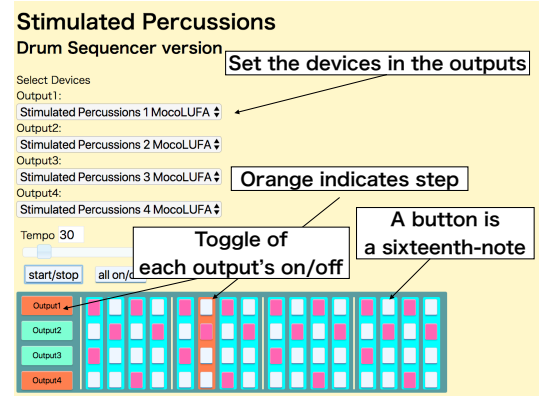 Stimulated Percussions
Drum Sequencer version
Set the devices in the outputs
Select Devices
Output1:
Stimulated Percussions 1 MocoLUFA
Output2:
Stimulated Percussions 2 MocoLUFA
Output3:
Stimulated Percussions 3 MocoLUFA
Orange indicates step
Output4:
Stimulated Percussions 4 MocoLUFA
A button is
a sixteenth-note
Tempo 30
Toggle of
each output's on/off
start/stop
all on/
Output1
Output2
Output3
Output4